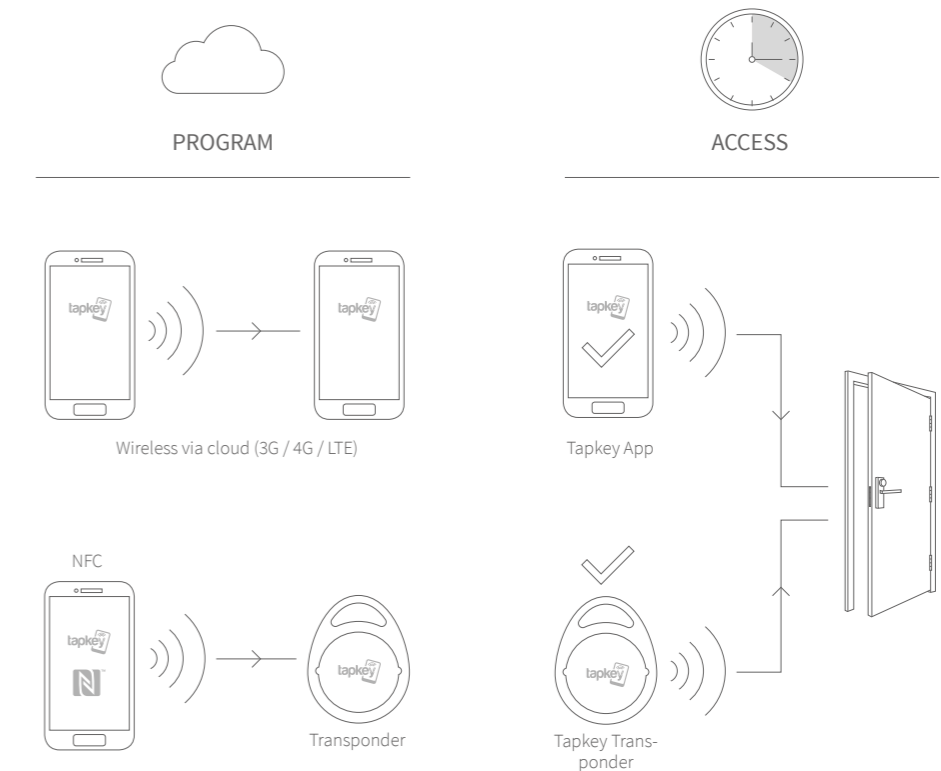 PROGRAM
ACCESS
tapkey
tapkey
tapkey
Wireless via cloud (3G / 4G / LTE)
Tapkey App
NFC
tapkey
tapkey
tapkey
Transponder
Tapkey Trans-
ponder